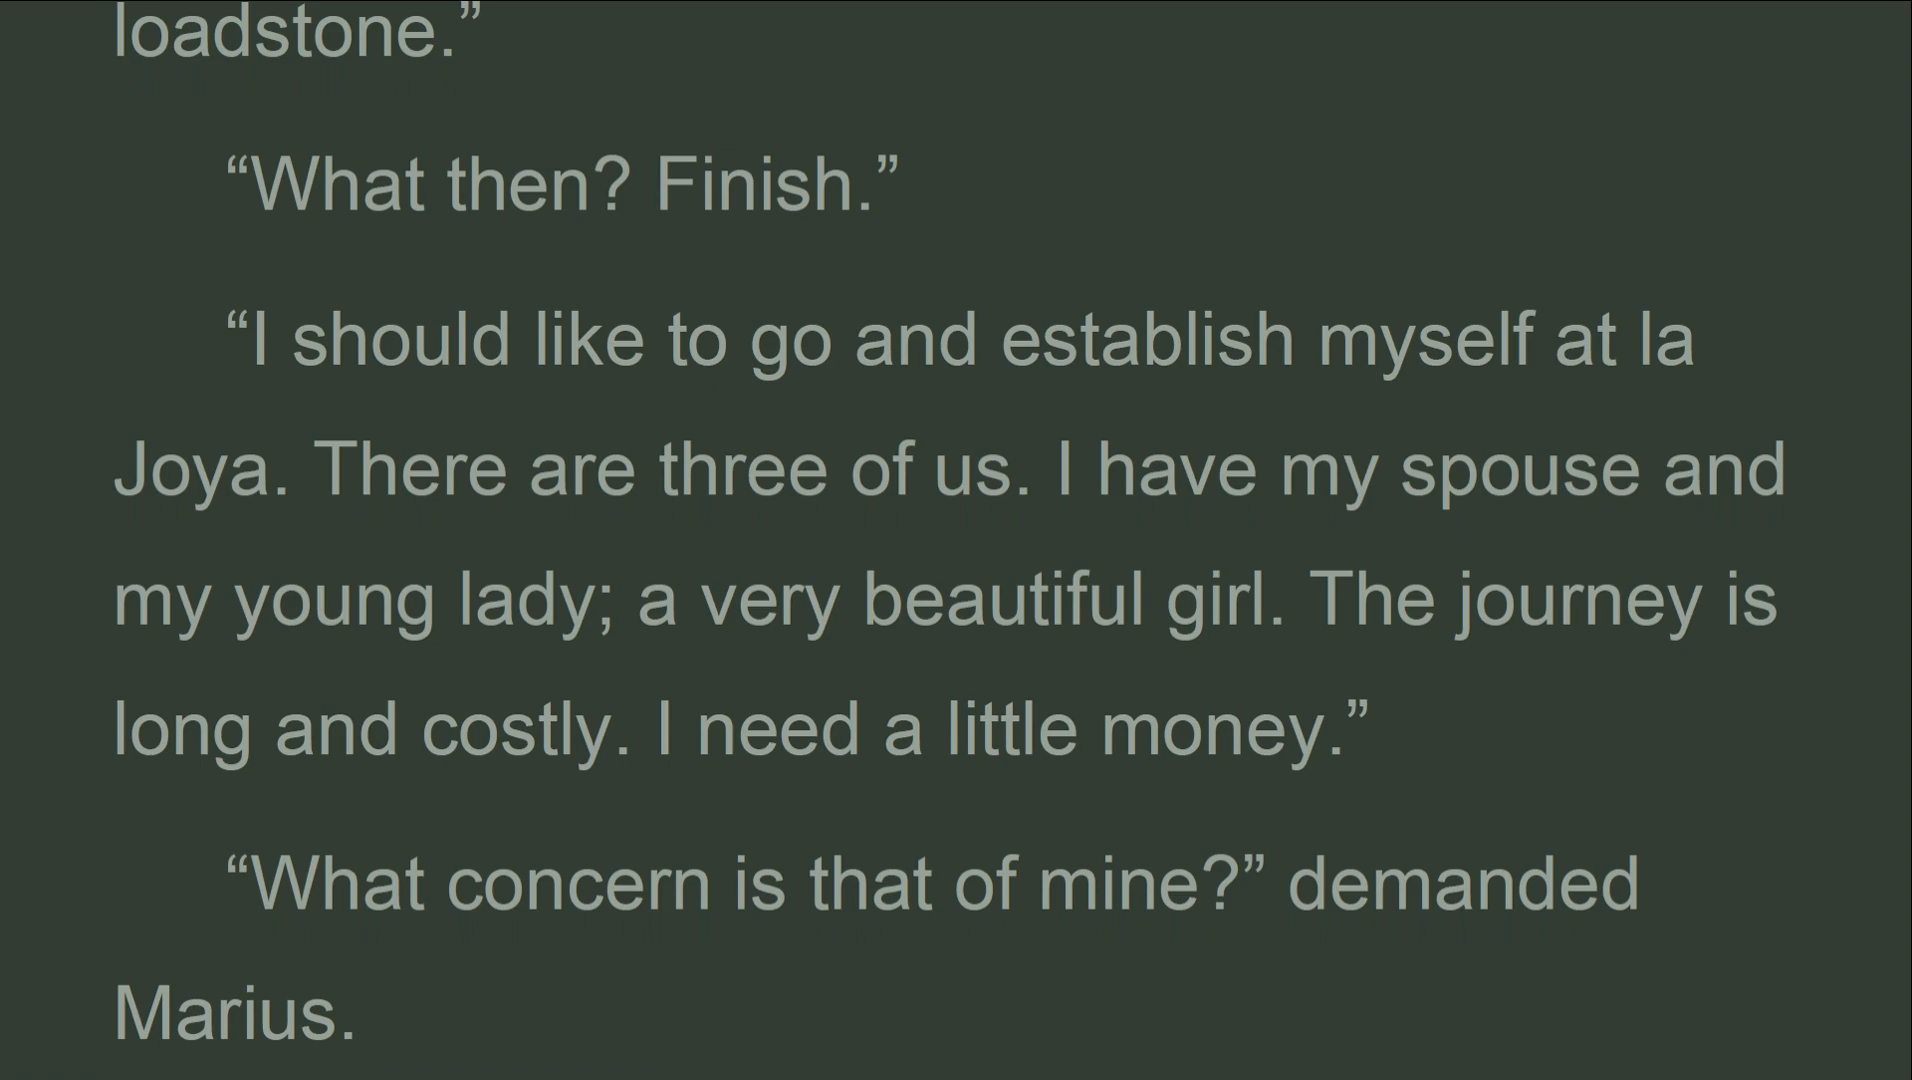 loadstone.”
“What then? Finish.”
“I should like to go and establish myself at la
Joya. There are three of us. I have my spouse and
my young lady; a very beautiful girl. The journey is
long and costly. I need a little money.”
“What concern is that of mine?” demanded
Marius.